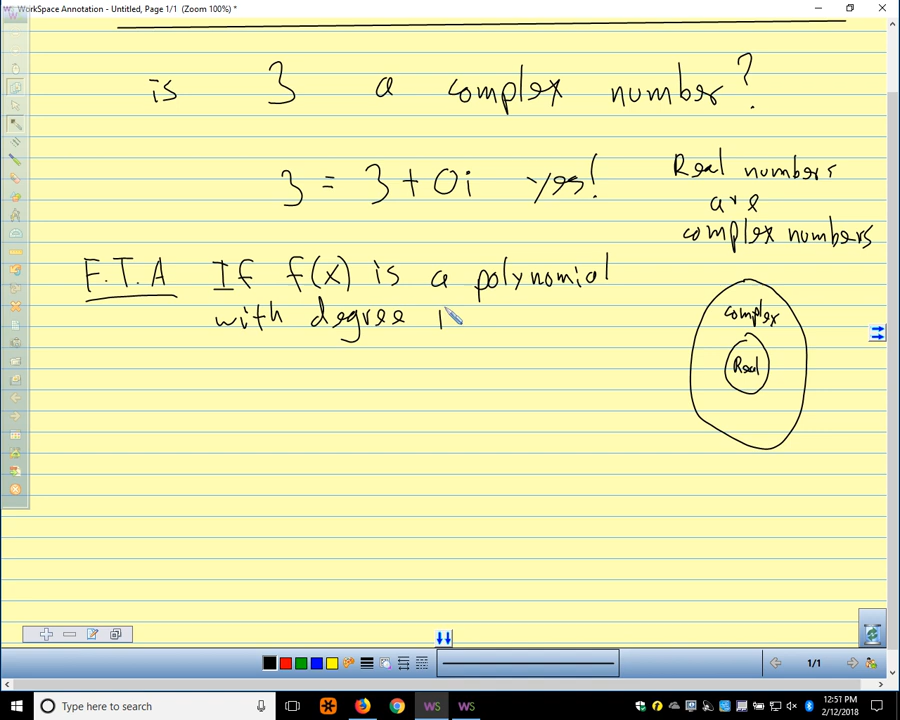 WorkSpace Annotation - Untitled, Page 1/1 (Zoom 100%) *
is 3 a complex number?
3 = 3 + 0i yes!
Real numbers
are
complex numbers
F.T.A If f(x) is a polynomial
with degree
complex
Real
1/1
Type here to search
WS
WS
12:51 PM
2/12/2018